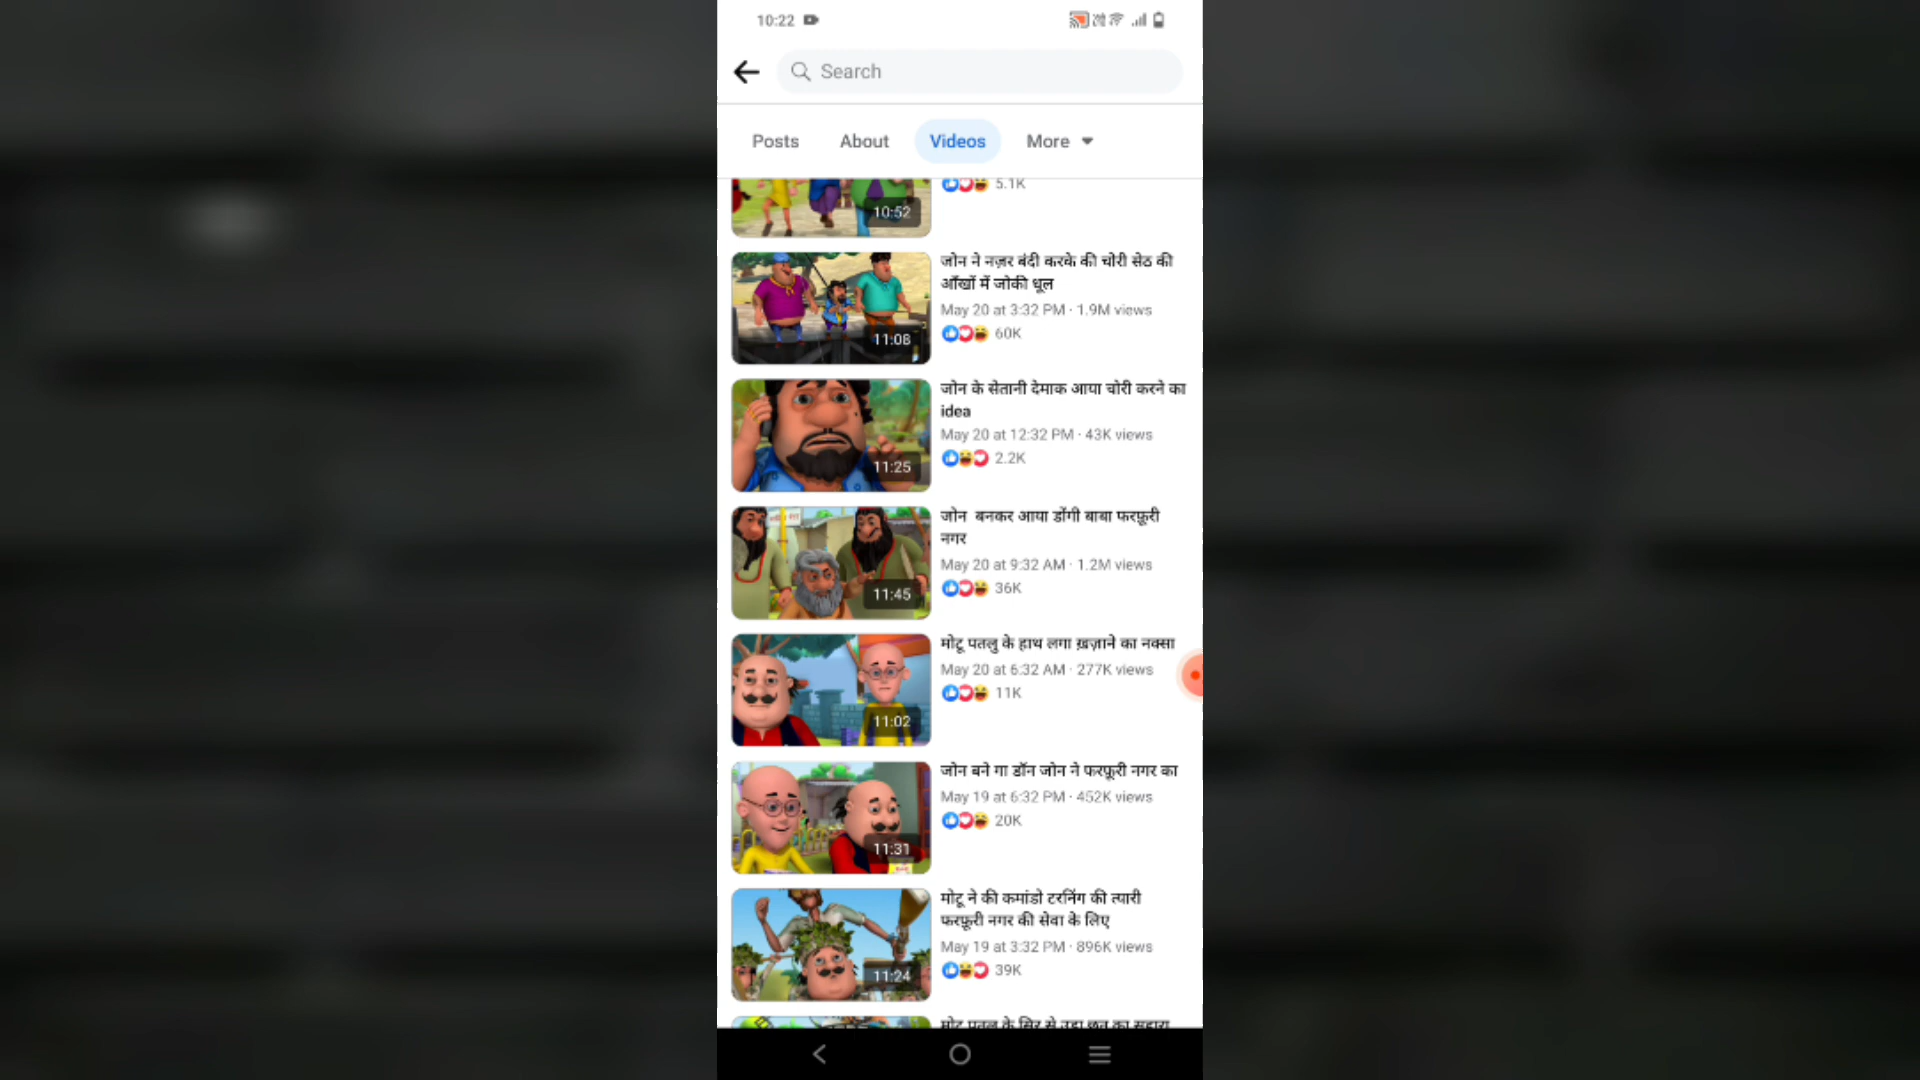 10:22
Search
Posts About Videos More
5.1K
10:52
जोन ने नज़र बंदी करके की चोरी सेठ की
आँखों में जोकी धूल
May 20 at 3:32 PM · 1.9M views
60K
11:08
जोन के सेतानी देमाक आया चोरी करने का
idea
May 20 at 12:32 PM · 43K views
2.2K
11:25
जोन बनकर आया डोंगी बाबा फरफ़ूरी
नगर
May 20 at 9:32 AM · 1.2M views
36K
11:45
मोटू पतलु के हाथ लगा ख़ज़ाने का नक्सा
May 20 at 6:32 AM · 277K views
11K
11:02
जोन बने गा डॉन जोन ने फरफ़ूरी नगर का
May 19 at 6:32 PM · 452K views
20K
11:31
मोटू ने की कमांडो टरनिंग की त्यारी
फरफ़ूरी नगर की सेवा के लिए
May 19 at 3:32 PM · 896K views
39K
11:24